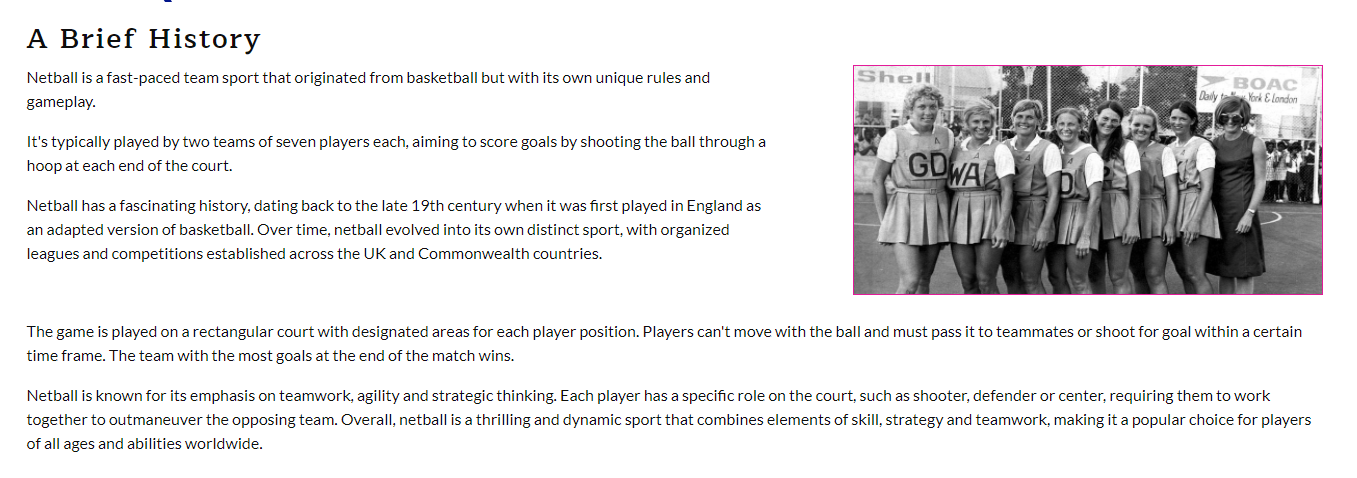 A Brief History
Netball is a fast-paced team sport that originated from basketball but with its own unique rules and
gameplay.
It's typically played by two teams of seven players each, aiming to score goals by shooting the ball through a
hoop at each end of the court.
Netball has a fascinating history, dating back to the late 19th century when it was first played in England as
an adapted version of basketball. Over time, netball evolved into its own distinct sport, with organized
leagues and competitions established across the UK and Commonwealth countries.
Shell
BOAC
Daily to New York & London
GD
WA
D
The game is played on a rectangular court with designated areas for each player position. Players can't move with the ball and must pass it to teammates or shoot for goal within a certain
time frame. The team with the most goals at the end of the match wins.
Netball is known for its emphasis on teamwork, agility and strategic thinking. Each player has a specific role on the court, such as shooter, defender or center, requiring them to work
together to outmaneuver the opposing team. Overall, netball is a thrilling and dynamic sport that combines elements of skill, strategy and teamwork, making it a popular choice for players
of all ages and abilities worldwide.